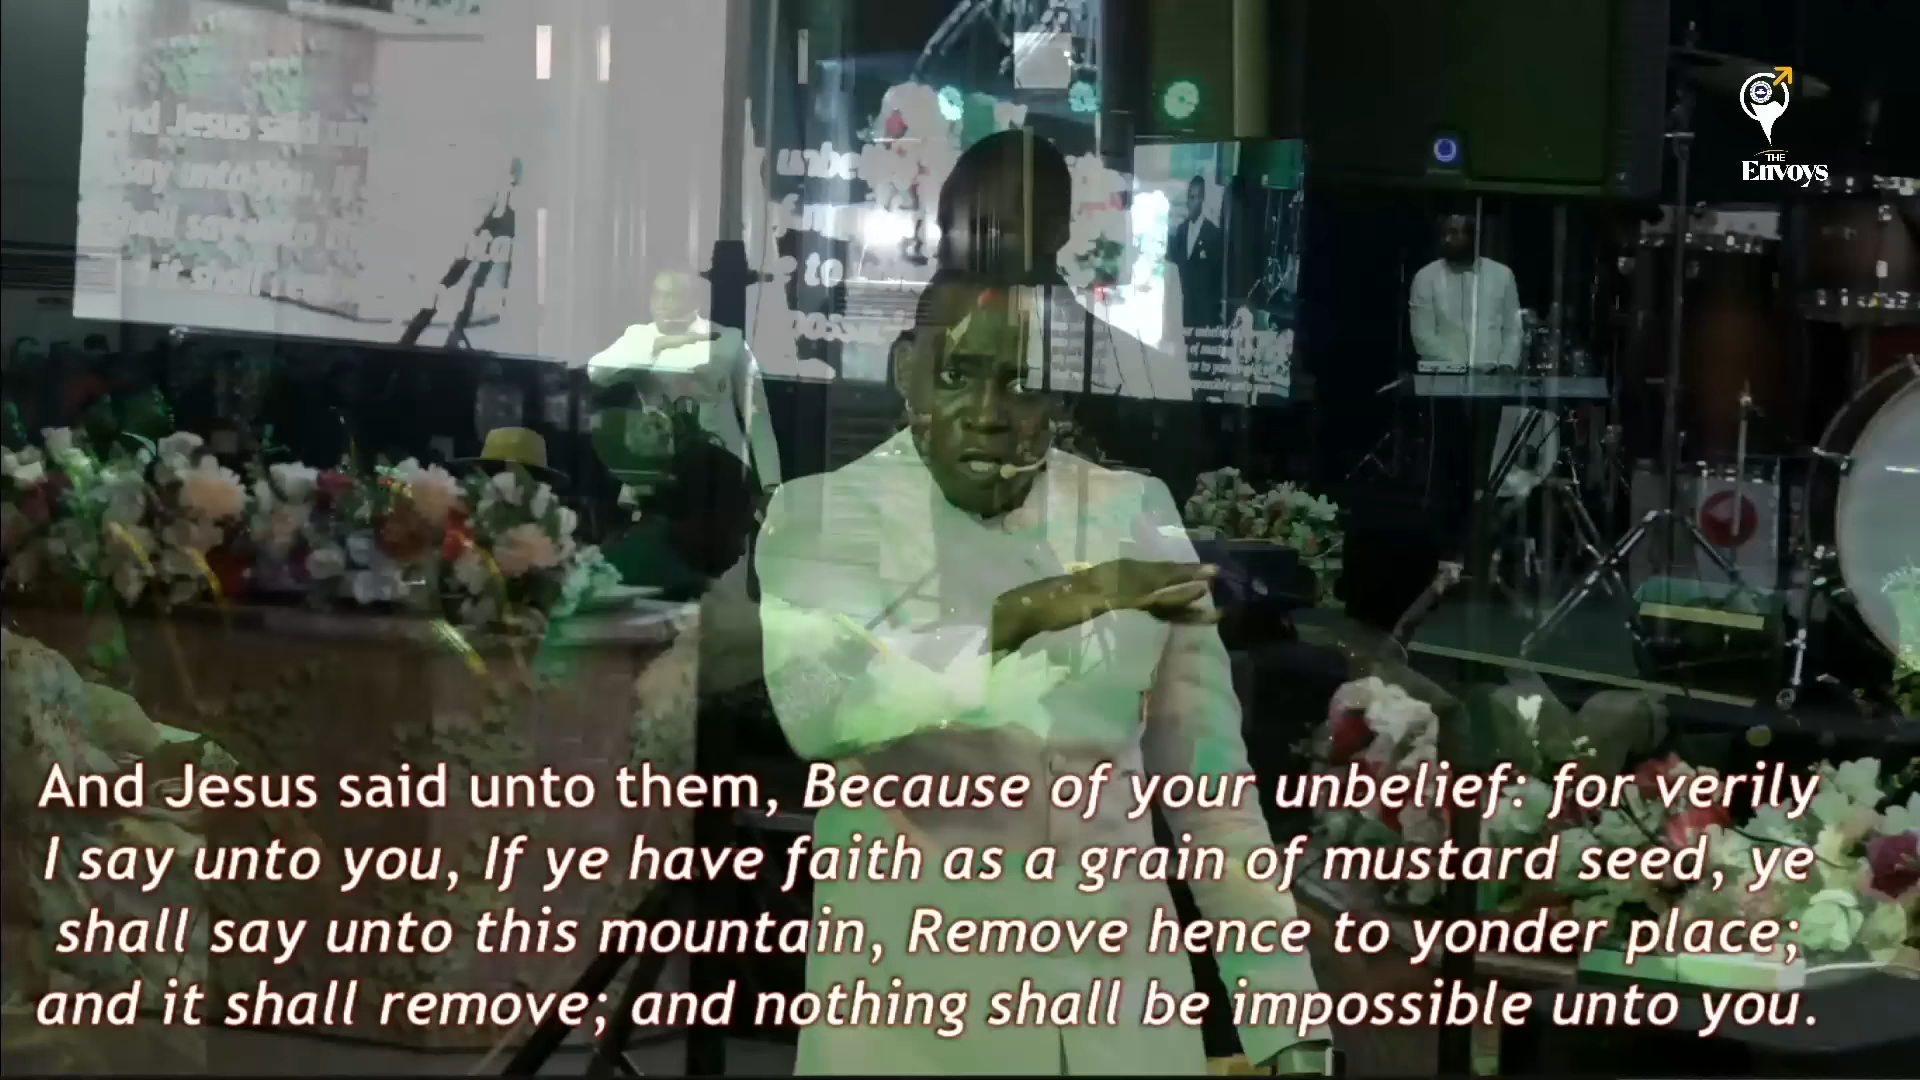 THE
Envoys
And Jesus said unto them, Because of your unbelief: for verily
I say unto you, If ye have faith as a grain of mustard seed, ye
shall say unto this mountain, Remove hence to yonder place;
and it shall remove; and nothing shall be impossible unto you.